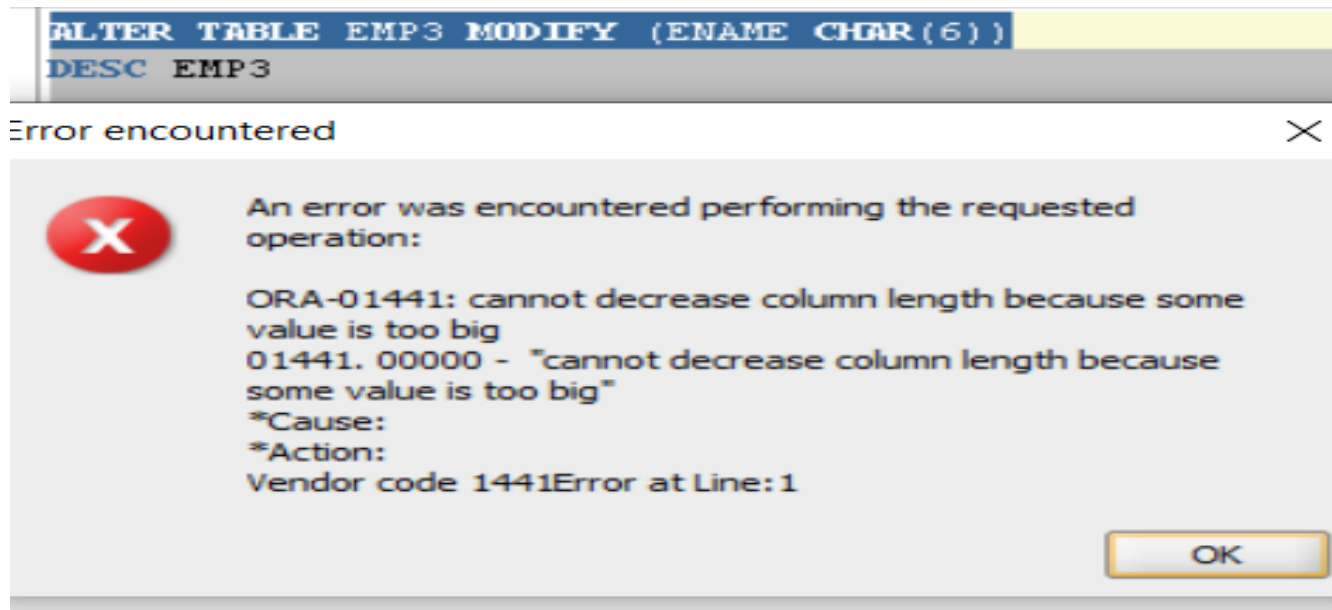 ALTER TABLE EMP3 MODIFY (ENAME CHAR(6))
DESC EMP3
Error encountered
An error was encountered performing the requested
operation:
ORA-01441: cannot decrease column length because some
value is too big
01441. 00000 - "cannot decrease column length because
some value is too big"
*Cause:
*Action:
Vendor code 1441Error at Line:1
OK